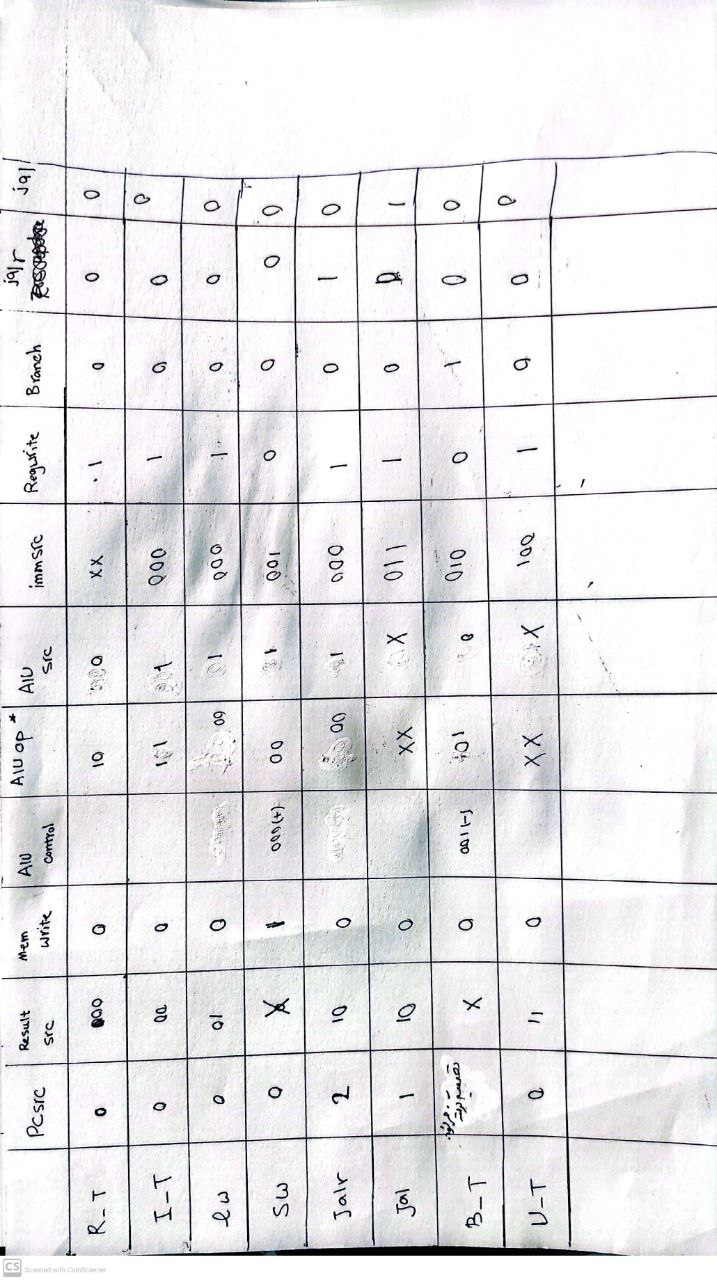 PCsrc Result src Mem write AlU control AlU op * AlU src immsrc Regwrite Branch jalr jal
R_T 0 00 0 10 0 XX 1 0 0 0
I_T 0 00 0 11 1 000 1 0 0 0
lw 0 01 0 00 1 000 1 0 0 0
SW 0 X 1 000(+) 00 1 001 0 0 0 0
Jalr 2 10 0 00 1 000 1 0 1 0
Jal 1 10 0 XX X 011 1 0 0 1
B_T X 0 001(-) 01 0 010 0 1 0 0
U_T 0 11 0 XX X 100 1 0 0 0
CS Scanned with CamScanner